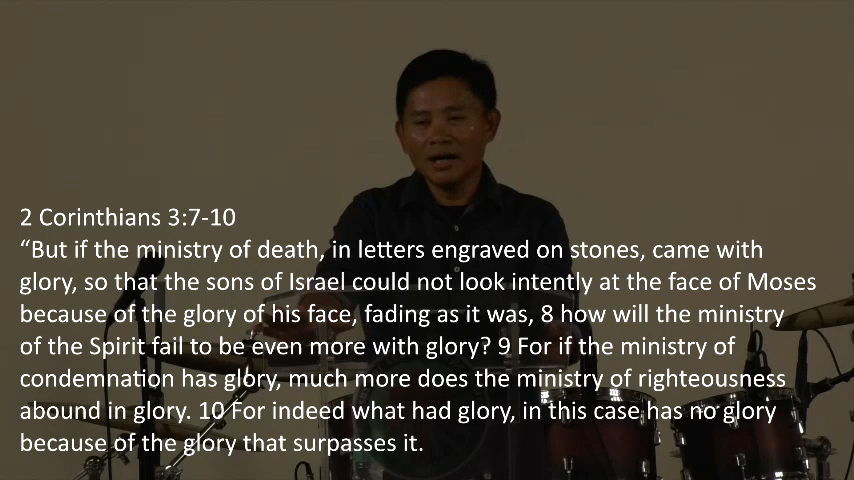 2 Corinthians 3:7-10
“But if the ministry of death, in letters engraved on stones, came with
glory, so that the sons of Israel could not look intently at the face of Moses
because of the glory of his face, fading as it was, 8 how will the ministry
of the Spirit fail to be even more with glory? 9 For if the ministry of
condemnation has glory, much more does the ministry of righteousness
abound in glory. 10 For indeed what had glory, in this case has no glory
because of the glory that surpasses it.